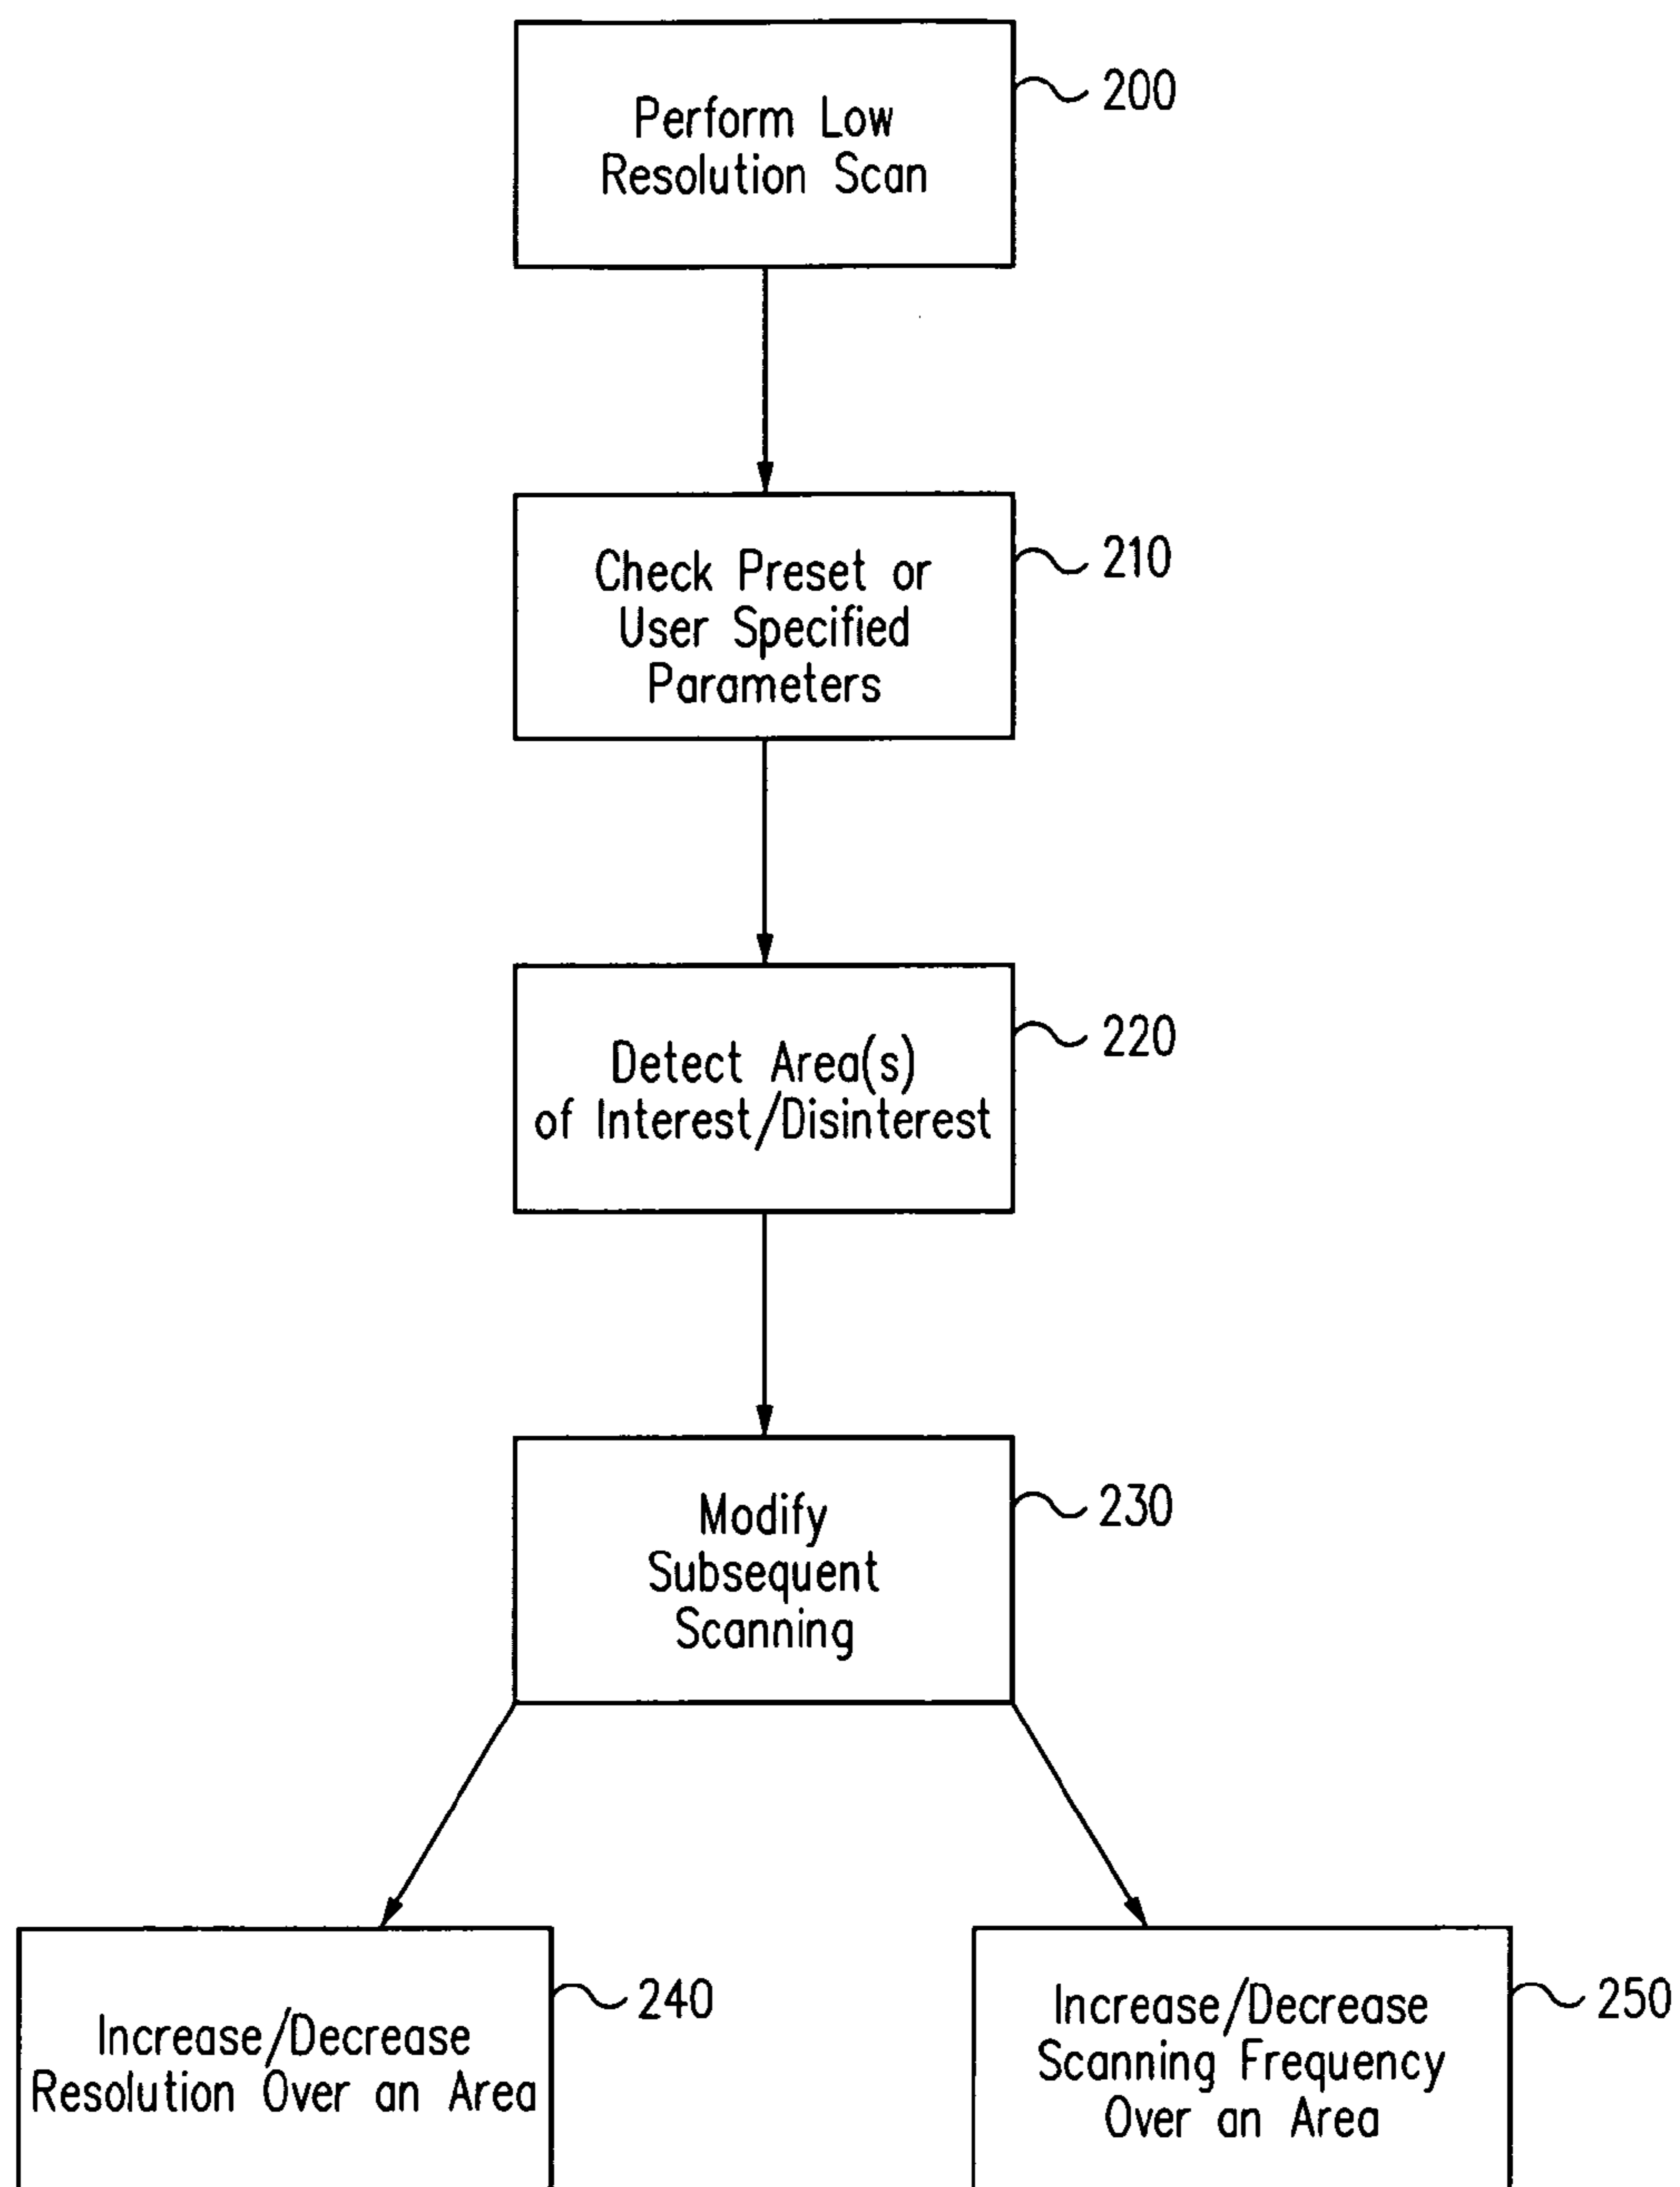 Perform Low
Resolution Scan
200
Check Preset or
User Specified
Parameters
210
Detect Area(s)
of Interest/Disinterest
220
Modify
Subsequent
Scanning
230
Increase/Decrease
Resolution Over an Area
240
Increase/Decrease
Scanning Frequency
Over an Area
250